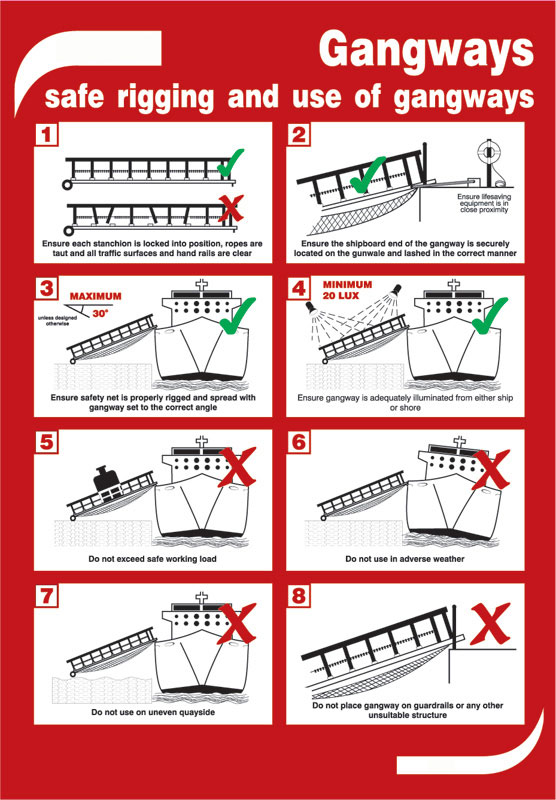 Gangways
safe rigging and use of gangways
1
Ensure each stanchion is locked into position, ropes are
taut and all traffic surfaces and hand rails are clear
2
Ensure lifesaving
equipment is in
close proximity
Ensure the shipboard end of the gangway is securely
located on the gunwale and lashed in the correct manner
3
MAXIMUM
30°
unless designed
otherwise
Ensure safety net is properly rigged and spread with
gangway set to the correct angle
4
MINIMUM
20 LUX
Ensure gangway is adequately illuminated from either ship
or shore
5
Do not exceed safe working load
6
Do not use in adverse weather
7
Do not use on uneven quayside
8
Do not place gangway on guardrails or any other
unsuitable structure